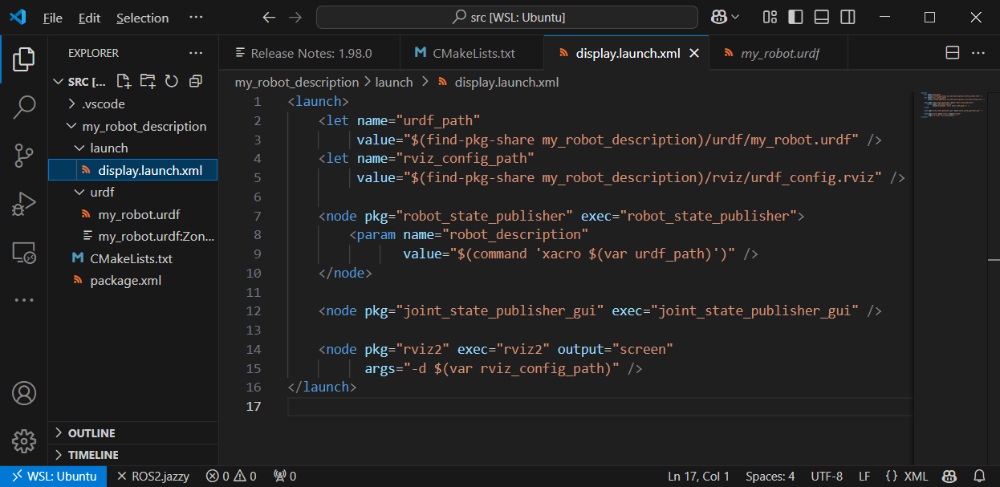 File Edit Selection ···
src [WSL: Ubuntu]
EXPLORER ···
SRC [...
.vscode
my_robot_description
launch
display.launch.xml
urdf
my_robot.urdf
my_robot.urdf:Zon...
CMakeLists.txt
package.xml
OUTLINE
TIMELINE
Release Notes: 1.98.0
CMakeLists.txt
display.launch.xml
my_robot.urdf
my_robot_description > launch > display.launch.xml
1 <launch>
2 <let name="urdf_path"
3 value="$(find-pkg-share my_robot_description)/urdf/my_robot.urdf" />
4 <let name="rviz_config_path"
5 value="$(find-pkg-share my_robot_description)/rviz/urdf_config.rviz" />
6
7 <node pkg="robot_state_publisher" exec="robot_state_publisher">
8 <param name="robot_description"
9 value="$(command 'xacro $(var urdf_path)')" />
10 </node>
11
12 <node pkg="joint_state_publisher_gui" exec="joint_state_publisher_gui" />
13
14 <node pkg="rviz2" exec="rviz2" output="screen"
15 args="-d $(var rviz_config_path)" />
16 </launch>
17
WSL: Ubuntu ROS2.jazzy 0 0 0 Ln 17, Col 1 Spaces: 4 UTF-8 LF {} XML